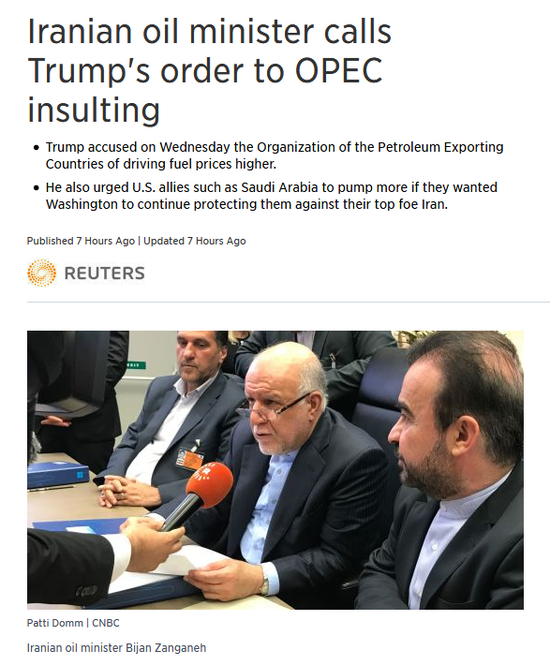 Iranian oil minister calls
Trump's order to OPEC
insulting
• Trump accused on Wednesday the Organization of the Petroleum Exporting
Countries of driving fuel prices higher.
• He also urged U.S. allies such as Saudi Arabia to pump more if they wanted
Washington to continue protecting them against their top foe Iran.
Published 7 Hours Ago | Updated 7 Hours Ago
REUTERS
Patti Domm | CNBC
Iranian oil minister Bijan Zanganeh